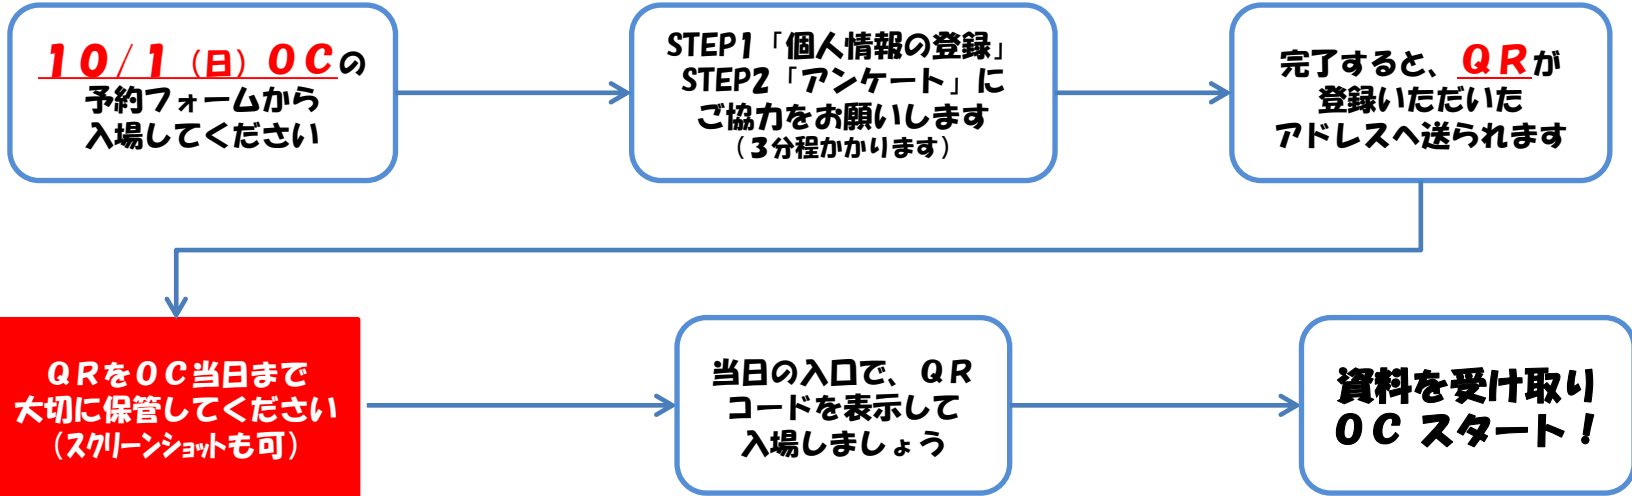 １０/１（日）ＯＣの
予約フォームから
入場してください
STEP1「個人情報の登録」
STEP2「アンケート」に
ご協力をお願いします
（３分程かかります）
完了すると、ＱＲが
登録いただいた
アドレスへ送られます
ＱＲをＯＣ当日まで
大切に保管してください
（スクリーンショットも可）
当日の入口で、ＱＲ
コードを表示して
入場しましょう
資料を受け取り
ＯＣ スタート！